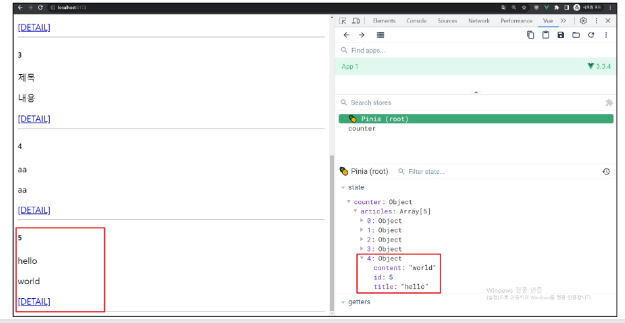 localhost:5173
[DETAIL]
3
제목
내용
[DETAIL]
4
aa
aa
[DETAIL]
5
hello
world
[DETAIL]
Elements Console Sources Network Performance Vue
Find apps...
App 1
3.3.4
Search stores
Pinia (root)
counter
Pinia (root) Filter state...
state
counter: Object
articles: Array[5]
0: Object
1: Object
2: Object
3: Object
4: Object
content: "world"
id: 5
title: "hello"
Windows 정품 인증
getters